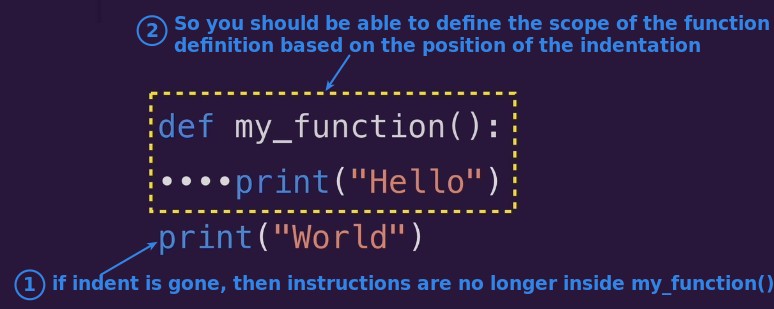 ② So you should be able to define the scope of the function
definition based on the position of the indentation
def my_function():
••••print("Hello")
print("World")
① if indent is gone, then instructions are no longer inside my_function()